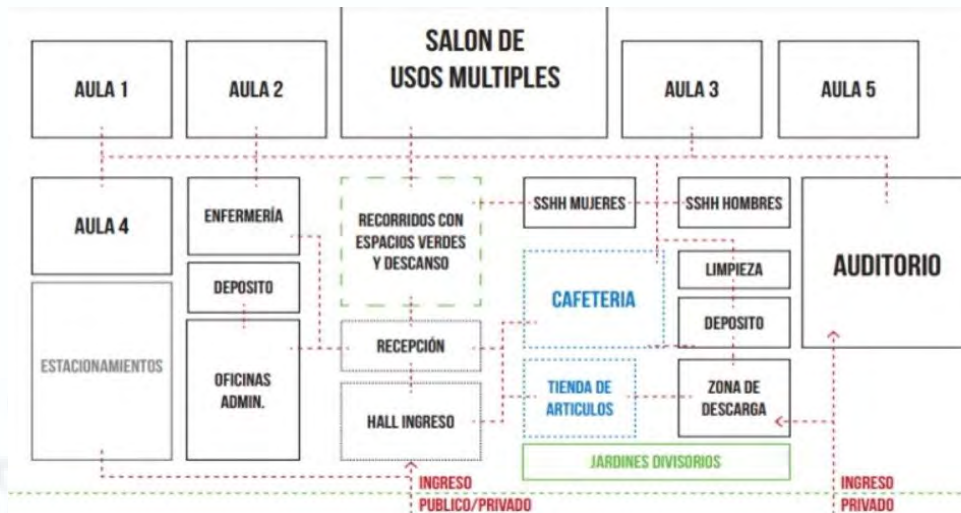 SALON DE
USOS MULTIPLES
AULA 1
AULA 2
AULA 3
AULA 5
AULA 4
ENFERMERÍA
RECORRIDOS CON
ESPACIOS VERDES
Y DESCANSO
SSHH MUJERES
SSHH HOMBRES
AUDITORIO
DEPOSITO
CAFETERIA
LIMPIEZA
DEPOSITO
ESTACIONAMIENTOS
OFICINAS
ADMIN.
RECEPCIÓN
HALL INGRESO
TIENDA DE
ARTICULOS
ZONA DE
DESCARGA
JARDINES DIVISORIOS
INGRESO
PUBLICO/PRIVADO
INGRESO
PRIVADO